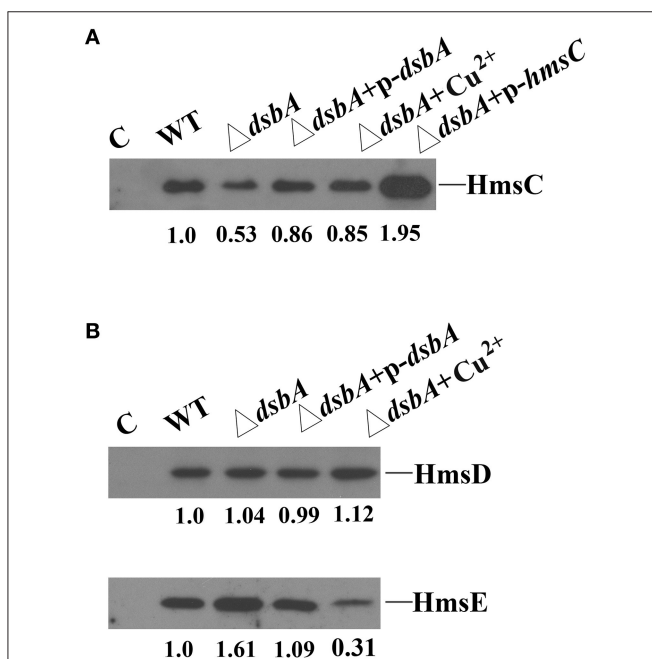 A
C WT △dsbA △dsbA+p-dsbA △dsbA+Cu²⁺ △dsbA+p-hmsC
HmsC
1.0 0.53 0.86 0.85 1.95
B
C WT △dsbA △dsbA+p-dsbA △dsbA+Cu²⁺
HmsD
1.0 1.04 0.99 1.12
HmsE
1.0 1.61 1.09 0.31